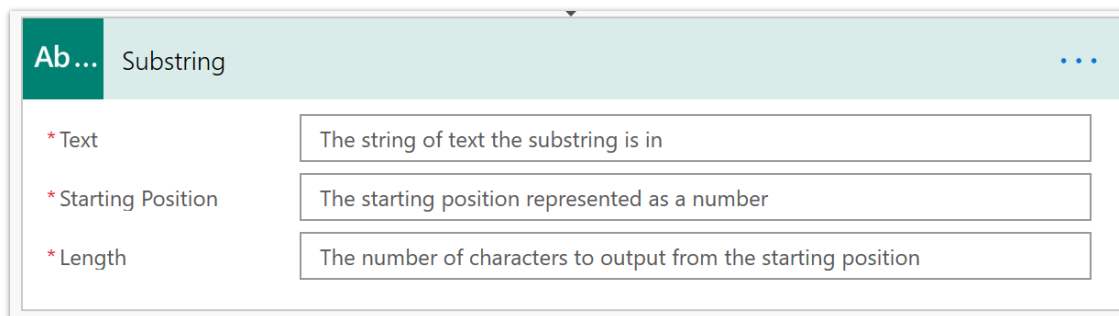 Ab... Substring ...
* Text The string of text the substring is in
* Starting Position The starting position represented as a number
* Length The number of characters to output from the starting position